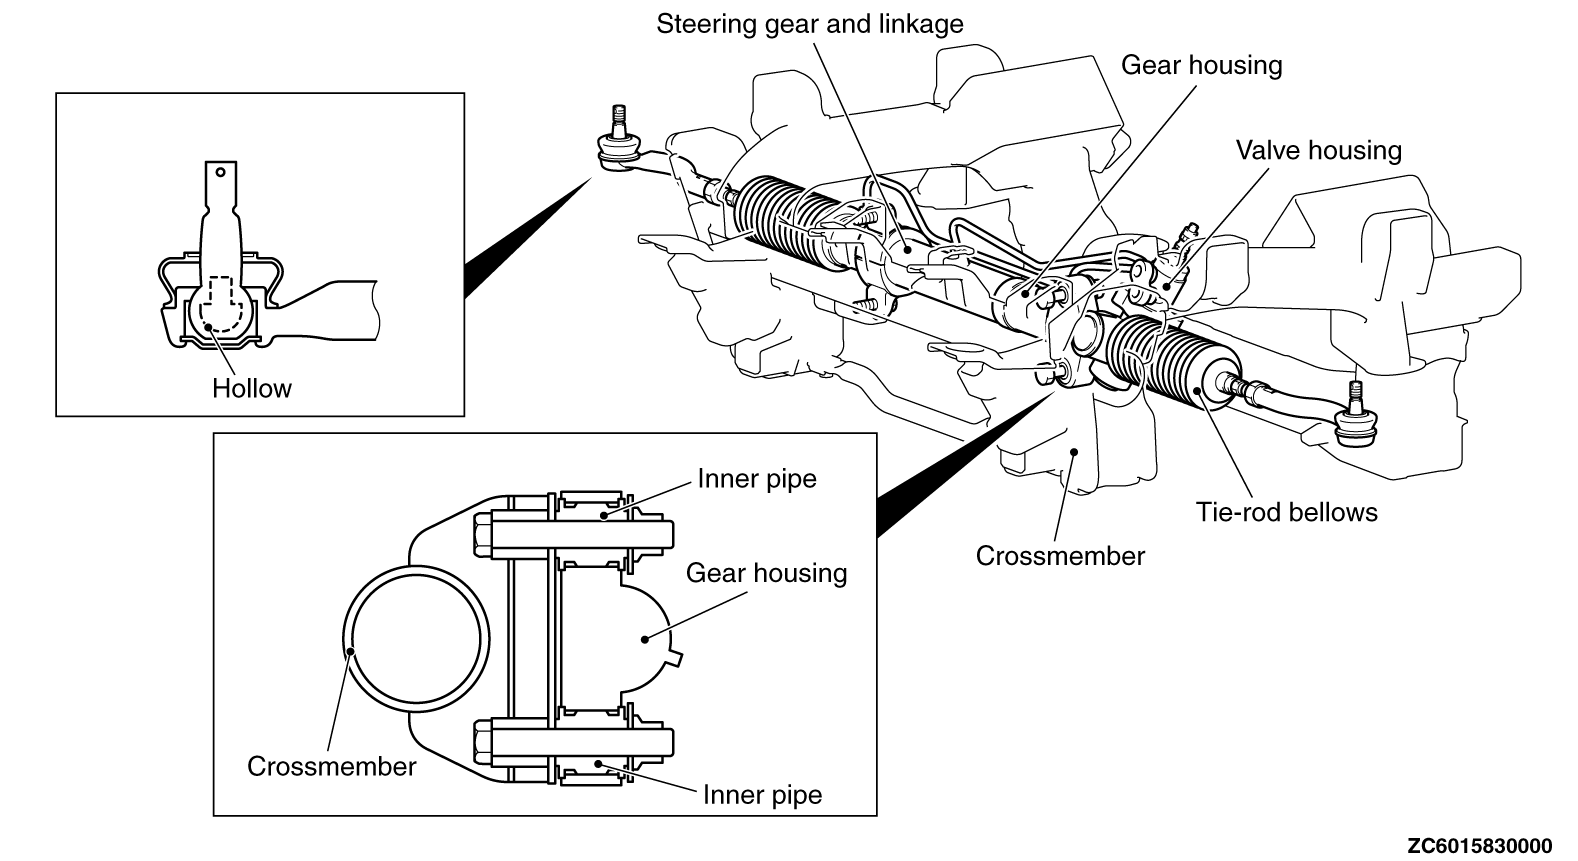 Steering gear and linkage
Gear housing
Valve housing
Hollow
Inner pipe
Tie-rod bellows
Crossmember
Gear housing
Crossmember
Inner pipe
ZC6015830000